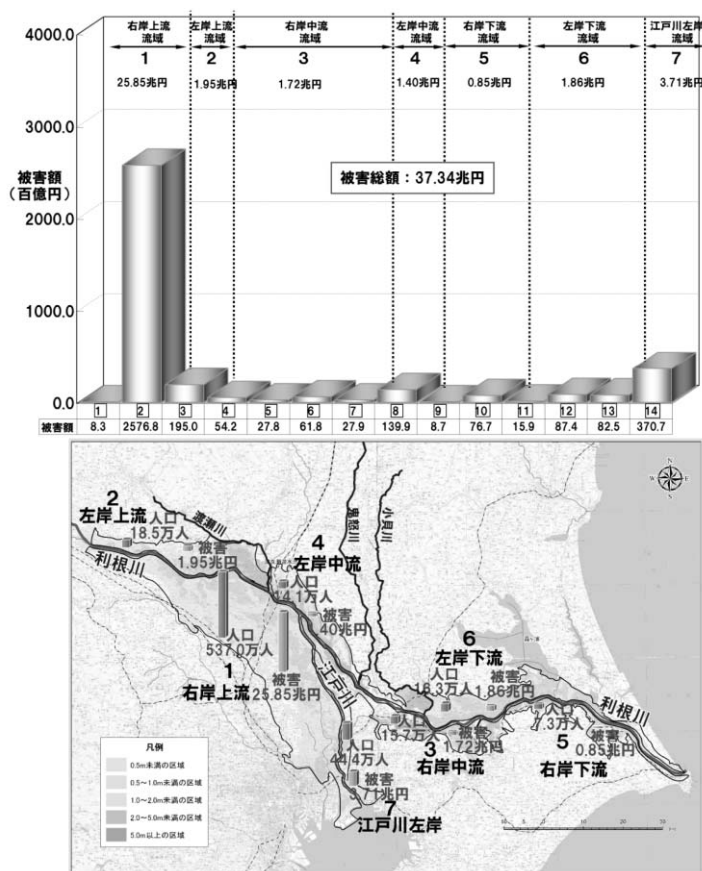 右岸上流
流域
左岸上流
流域
右岸中流
流域
左岸中流
流域
右岸下流
流域
左岸下流
流域
江戸川左岸
流域
1 2 3 4 5 6 7
25.85兆円 1.95兆円 1.72兆円 1.40兆円 0.85兆円 1.86兆円 3.71兆円
4000.0
3000.0
被害額
(百億円)
被害総額：37.34兆円
2000.0
1000.0
0.0
1 2 3 4 5 6 7 8 9 10 11 12 13 14
被害額 8.3 2576.8 195.0 54.2 27.8 61.8 27.9 139.9 8.7 76.7 15.9 87.4 82.5 370.7
2
左岸上流
人口
18.5万人
渡瀬川
被害
1.95兆円
利根川
鬼怒川
小貝川
4
左岸中流
人口
14.1万人
被害
40兆円
人口
537.0万人
1
右岸上流
被害
25.85兆円
江戸川
6
左岸下流
人口
16.3万人
被害
1.86兆円
利根川
人口
15.7万人
被害
1.72兆円
3
右岸中流
人口
7.3万人
5
右岸下流
被害
0.85兆円
人口
44.4万人
被害
3.71兆円
7
江戸川左岸
凡例
0.5m未満の区域
0.5～1.0m未満の区域
1.0～2.0m未満の区域
2.0～5.0m未満の区域
5.0m以上の区域